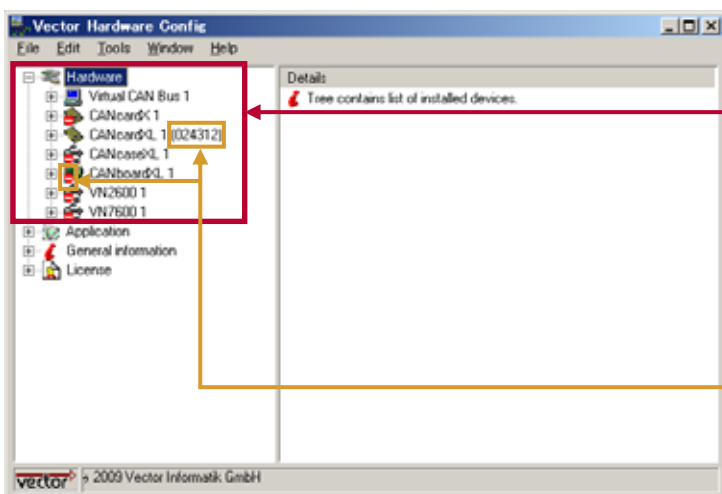 Vector Hardware Config
File Edit Tools Window Help
Hardware
Virtual CAN Bus 1
CANcardX 1
CANcardXL 1 (024312)
CANcaseXL 1
CANboardXL 1
VN2600 1
VN7600 1
Application
General information
License
Details
Tree contains list of installed devices.
vector 2009 Vector Informatik GmbH